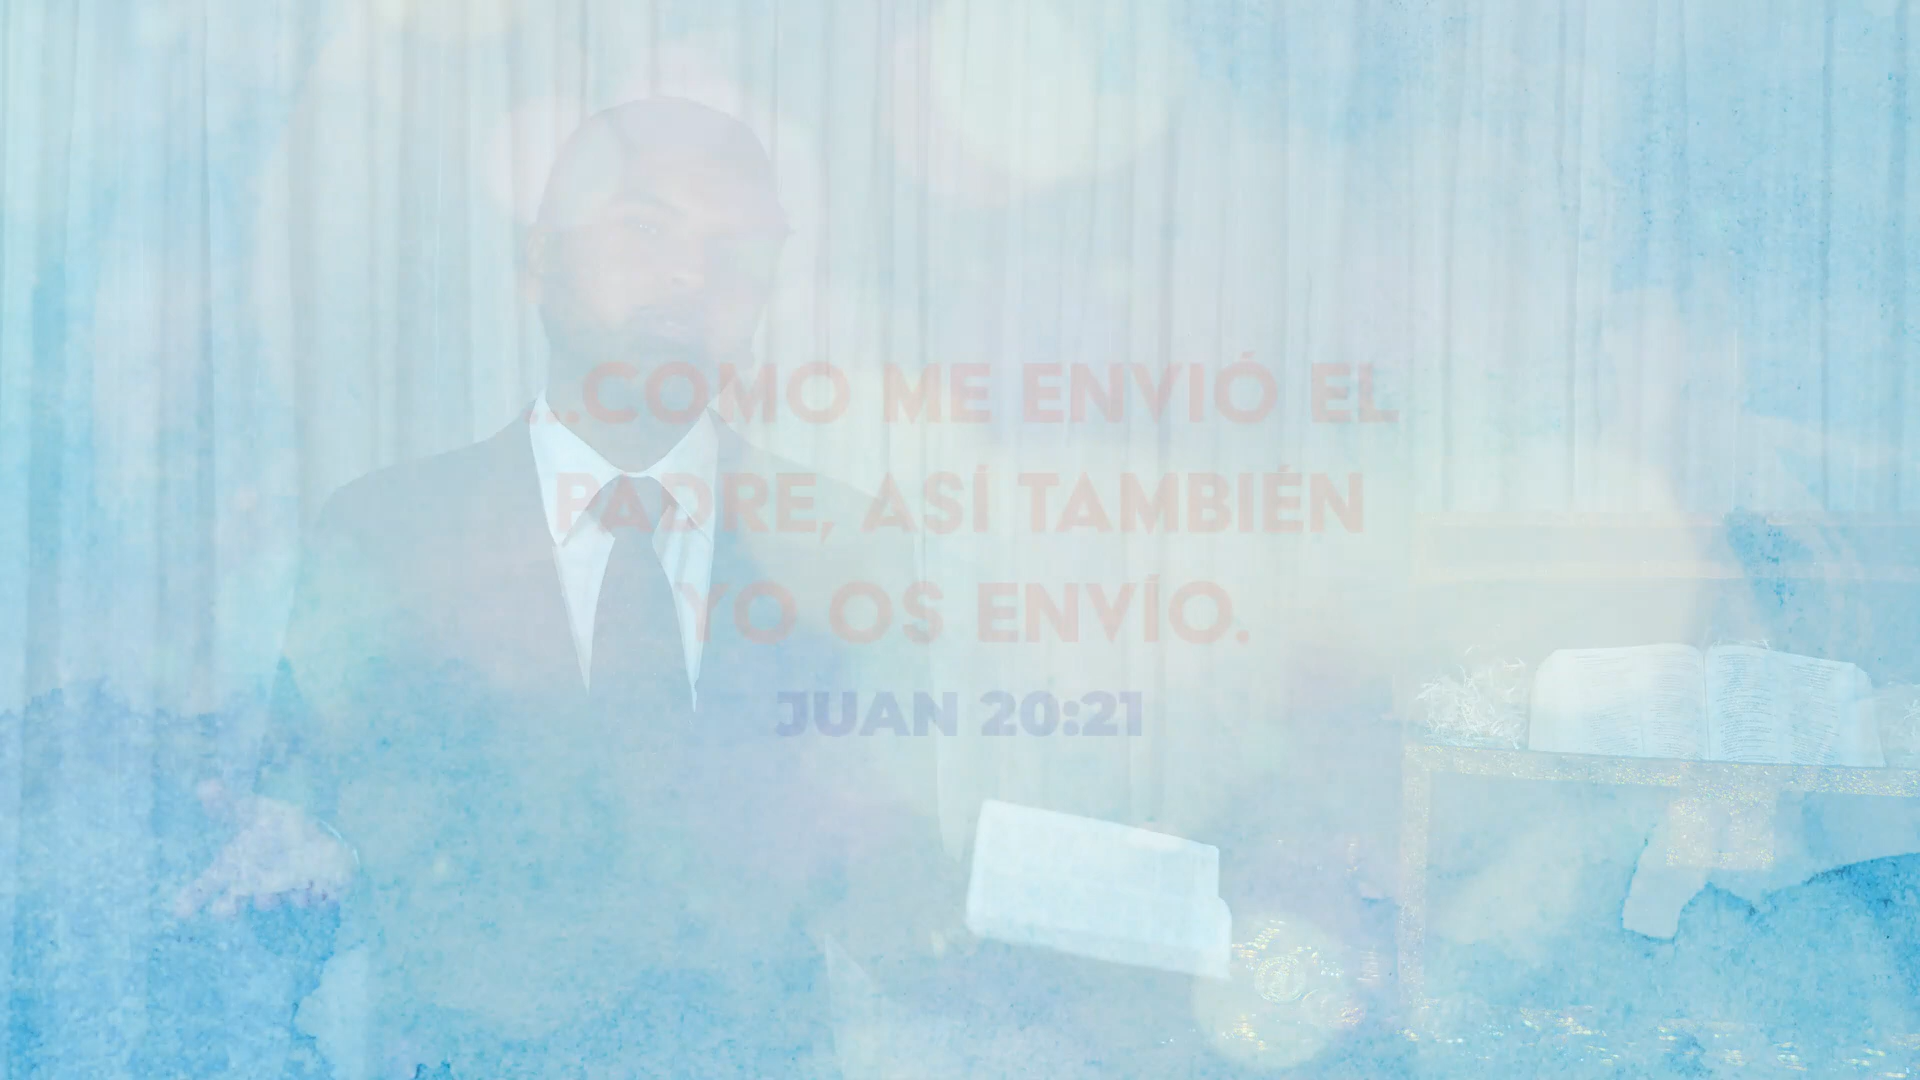 ...COMO ME ENVIÓ EL
PADRE, ASÍ TAMBIÉN
YO OS ENVÍO.
JUAN 20:21